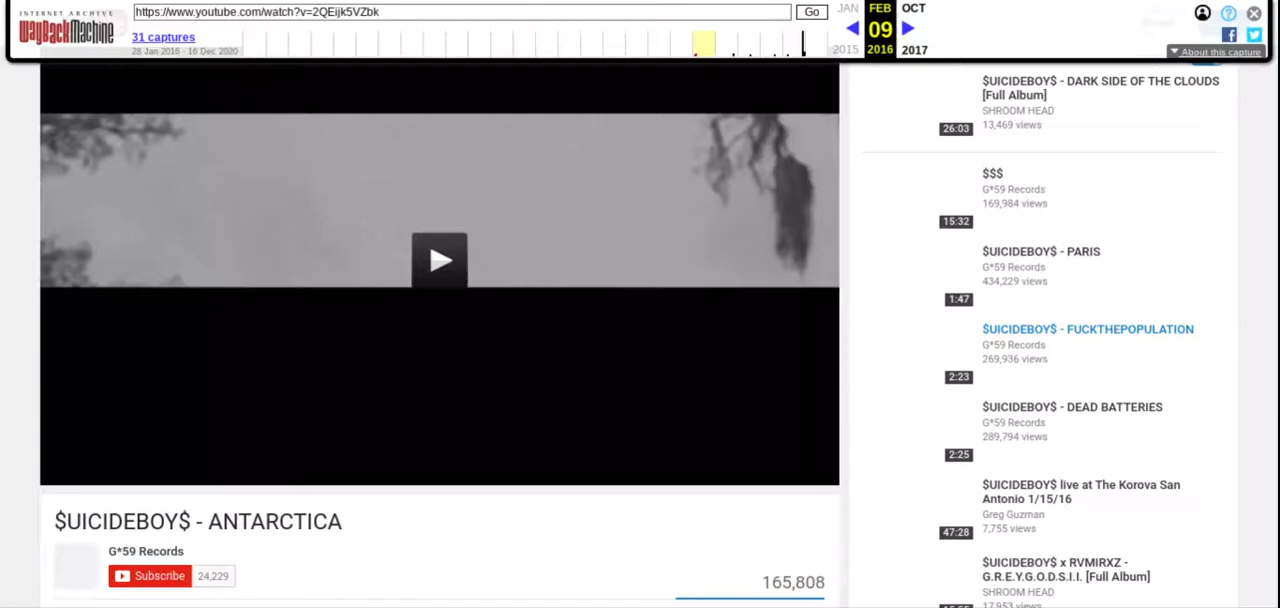 INTERNET ARCHIVE
WayBackMachine
https://www.youtube.com/watch?v=2QEijk5VZbk
Go
31 captures
28 Jan 2016 - 16 Dec 2020
JAN
FEB
OCT
09
2015
2016
2017
About this capture
$UICIDEBOY$ - ANTARCTICA
G*59 Records
Subscribe
24,229
165,808
$UICIDEBOY$ - DARK SIDE OF THE CLOUDS
[Full Album]
SHROOM HEAD
13,469 views
26:03
$$$
G*59 Records
169,984 views
15:32
$UICIDEBOY$ - PARIS
G*59 Records
434,229 views
1:47
$UICIDEBOY$ - FUCKTHEPOPULATION
G*59 Records
269,936 views
2:23
$UICIDEBOY$ - DEAD BATTERIES
G*59 Records
289,794 views
2:25
$UICIDEBOY$ live at The Korova San
Antonio 1/15/16
Greg Guzman
7,755 views
47:28
$UICIDEBOY$ x RVMIRXZ -
G.R.E.Y.G.O.D.S.I.I. [Full Album]
SHROOM HEAD
17,953 views